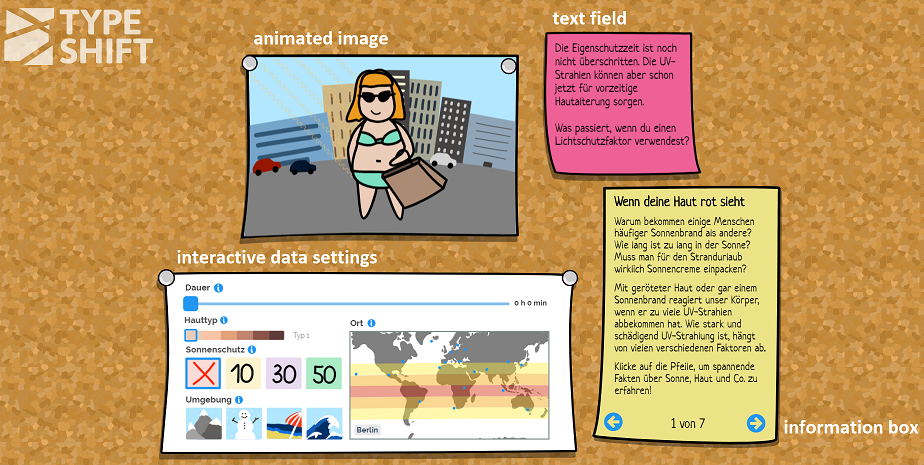 TYPE
SHIFT
animated image
text field
Die Eigenschutzzeit ist noch
nicht überschritten. Die UV-
Strahlen können aber schon
jetzt für vorzeitige
Hautalterung sorgen.
Was passiert, wenn du einen
Lichtschutzfaktor verwendest?
interactive data settings
Dauer
0 h 0 min
Hauttyp
Typ 1
Sonnenschutz
10
30
50
Umgebung
Ort
Berlin
Wenn deine Haut rot sieht
Warum bekommen einige Menschen
häufiger Sonnenbrand als andere?
Wie lang ist zu lang in der Sonne?
Muss man für den Strandurlaub
wirklich Sonnencreme einpacken?
Mit geröteter Haut oder gar einem
Sonnenbrand reagiert unser Körper,
wenn er zu viele UV-Strahlen
abbekommen hat. Wie stark und
schädigend UV-Strahlung ist, hängt
von vielen verschiedenen Faktoren ab.
Klicke auf die Pfeile, um spannende
Fakten über Sonne, Haut und Co. zu
erfahren!
1 von 7
information box